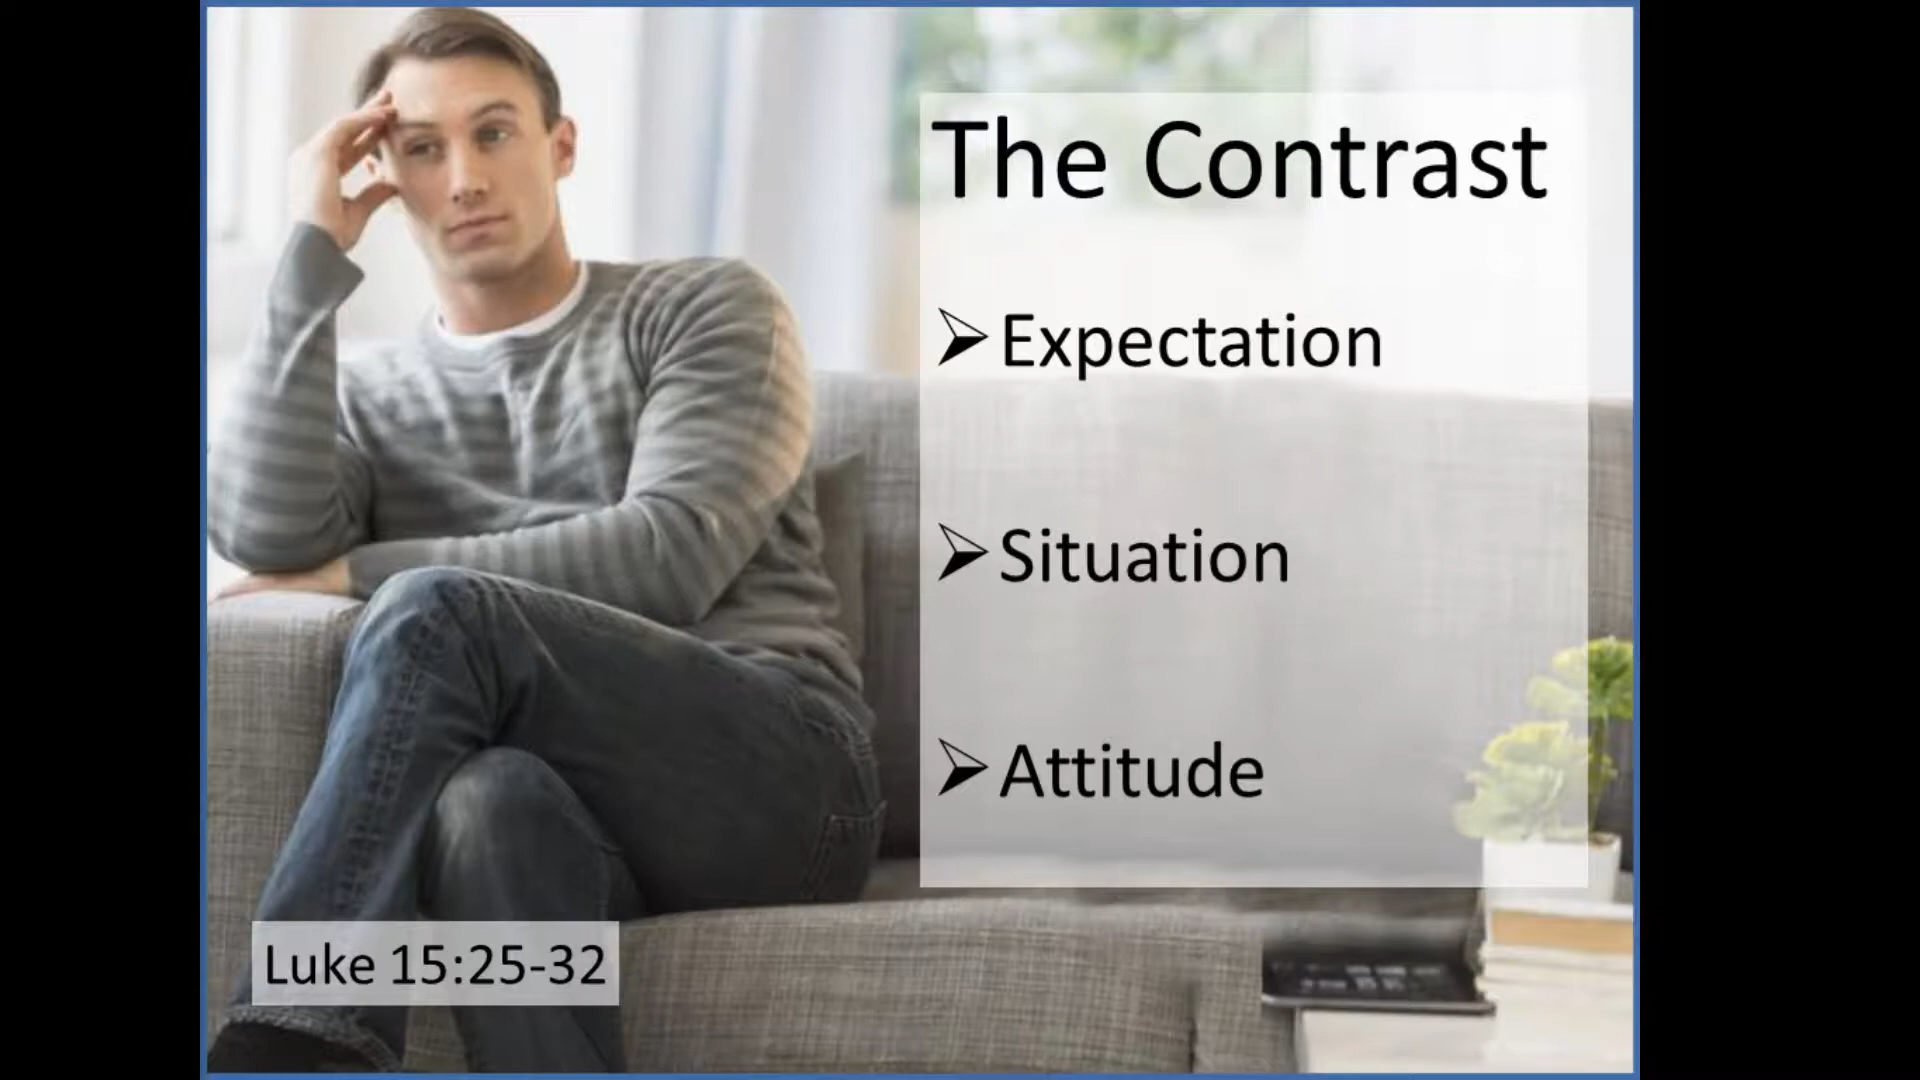 The Contrast
Expectation
Situation
Attitude
Luke 15:25-32